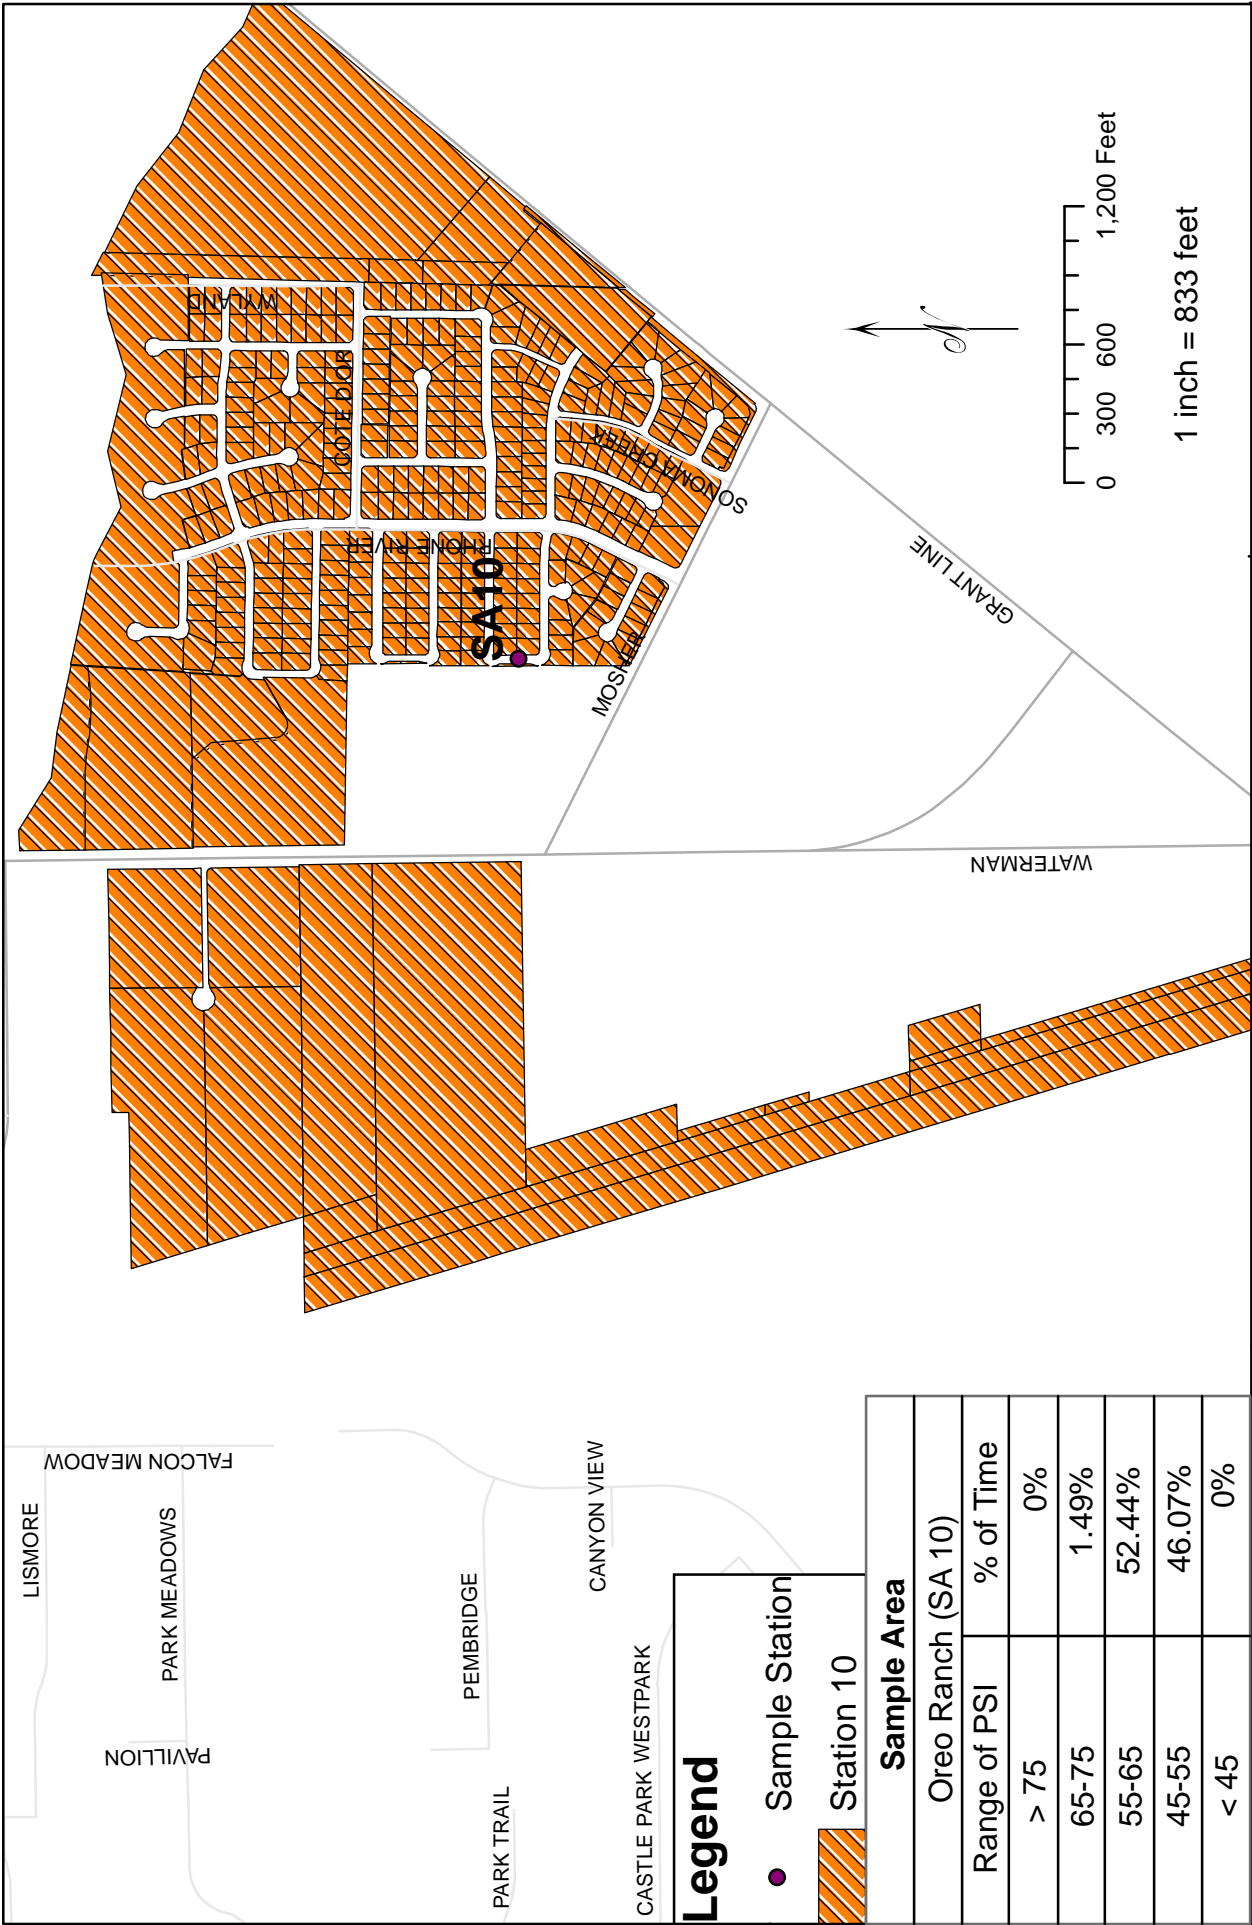 LISMORE
FALCON MEADOW
PARK MEADOWS
PAVILLION
PEMBRIDGE
PARK TRAIL
CANYON VIEW
CASTLE PARK WESTPARK
WYLAND
COTE D OR
RHONE RIVER
SA10
SONOMA CREEK
MOSHER
GRANT LINE
WATERMAN
N
0 300 600 1,200 Feet
1 inch = 833 feet
Legend
Sample Station
Station 10
Sample Area
Oreo Ranch (SA 10)
Range of PSI % of Time
> 75 0%
65-75 1.49%
55-65 52.44%
45-55 46.07%
< 45 0%